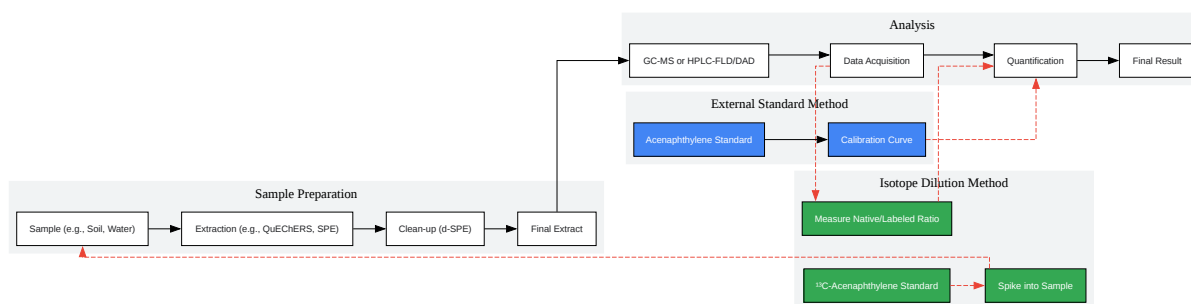 Analysis
GC-MS or HPLC-FLD/DAD
Data Acquisition
Quantification
Final Result
External Standard Method
Acenaphthylene Standard
Calibration Curve
Sample Preparation
Sample (e.g., Soil, Water)
Extraction (e.g., QuEChERS, SPE)
Clean-up (d-SPE)
Final Extract
Isotope Dilution Method
Measure Native/Labeled Ratio
¹³C-Acenaphthylene Standard
Spike into Sample